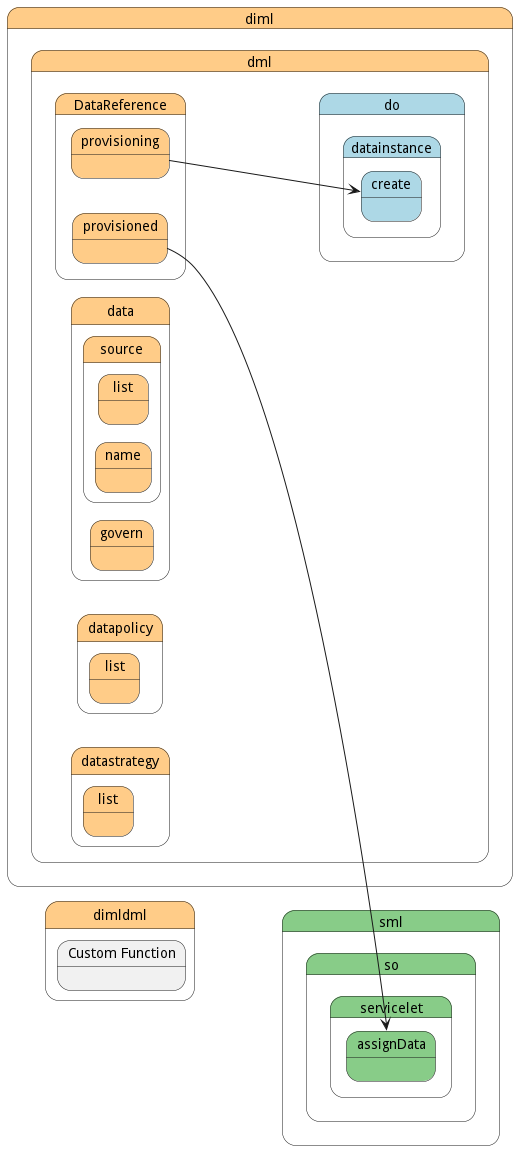 diml
dml
DataReference
do
provisioning
datainstance
create
provisioned
data
source
list
name
govern
datapolicy
list
datastrategy
list
dimldml
sml
Custom Function
so
servicelet
assignData